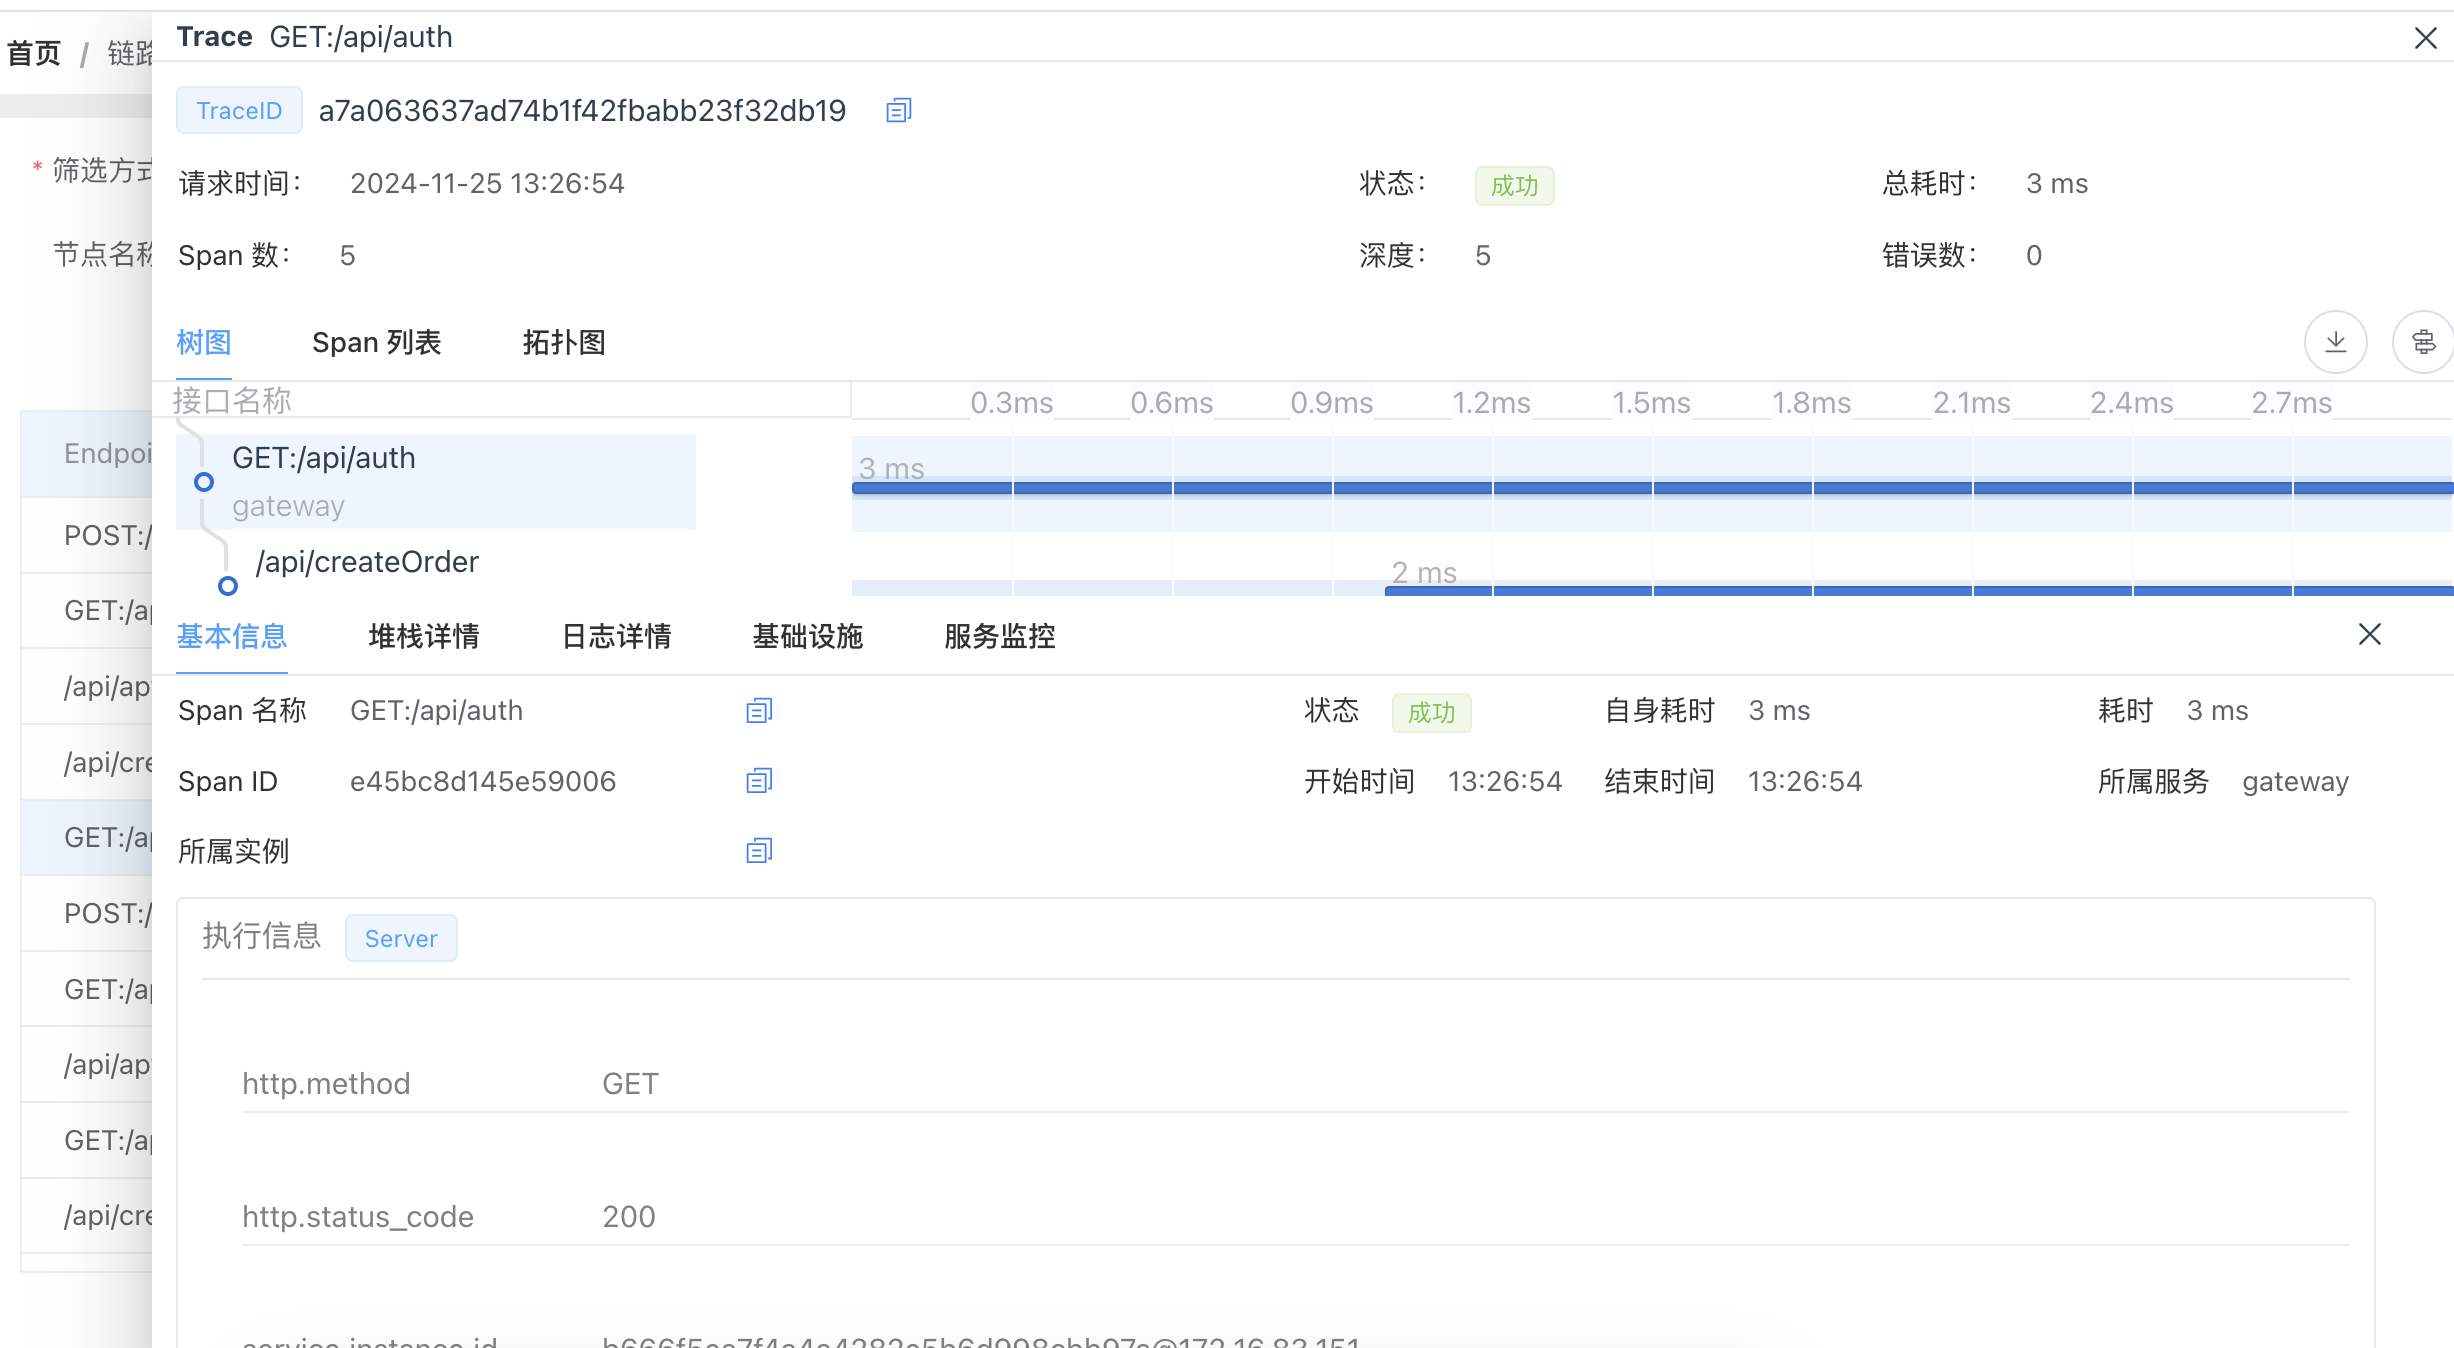 首页 / 链路
Trace GET:/api/auth
TraceID a7a063637ad74b1f42fbabb23f32db19
* 筛选方式
请求时间： 2024-11-25 13:26:54 状态： 成功 总耗时： 3 ms
节点名称
Span 数： 5 深度： 5 错误数： 0
树图 Span 列表 拓扑图
接口名称 0.3ms 0.6ms 0.9ms 1.2ms 1.5ms 1.8ms 2.1ms 2.4ms 2.7ms
Endpoi
GET:/api/auth 3 ms
gateway
POST:/
/api/createOrder 2 ms
GET:/ap
基本信息 堆栈详情 日志详情 基础设施 服务监控
/api/ap
Span 名称 GET:/api/auth 状态 成功 自身耗时 3 ms 耗时 3 ms
/api/cre
Span ID e45bc8d145e59006 开始时间 13:26:54 结束时间 13:26:54 所属服务 gateway
GET:/ap
所属实例
POST:/
执行信息 Server
GET:/ap
/api/ap
http.method GET
GET:/ap
/api/cre
http.status_code 200
service.instance.id